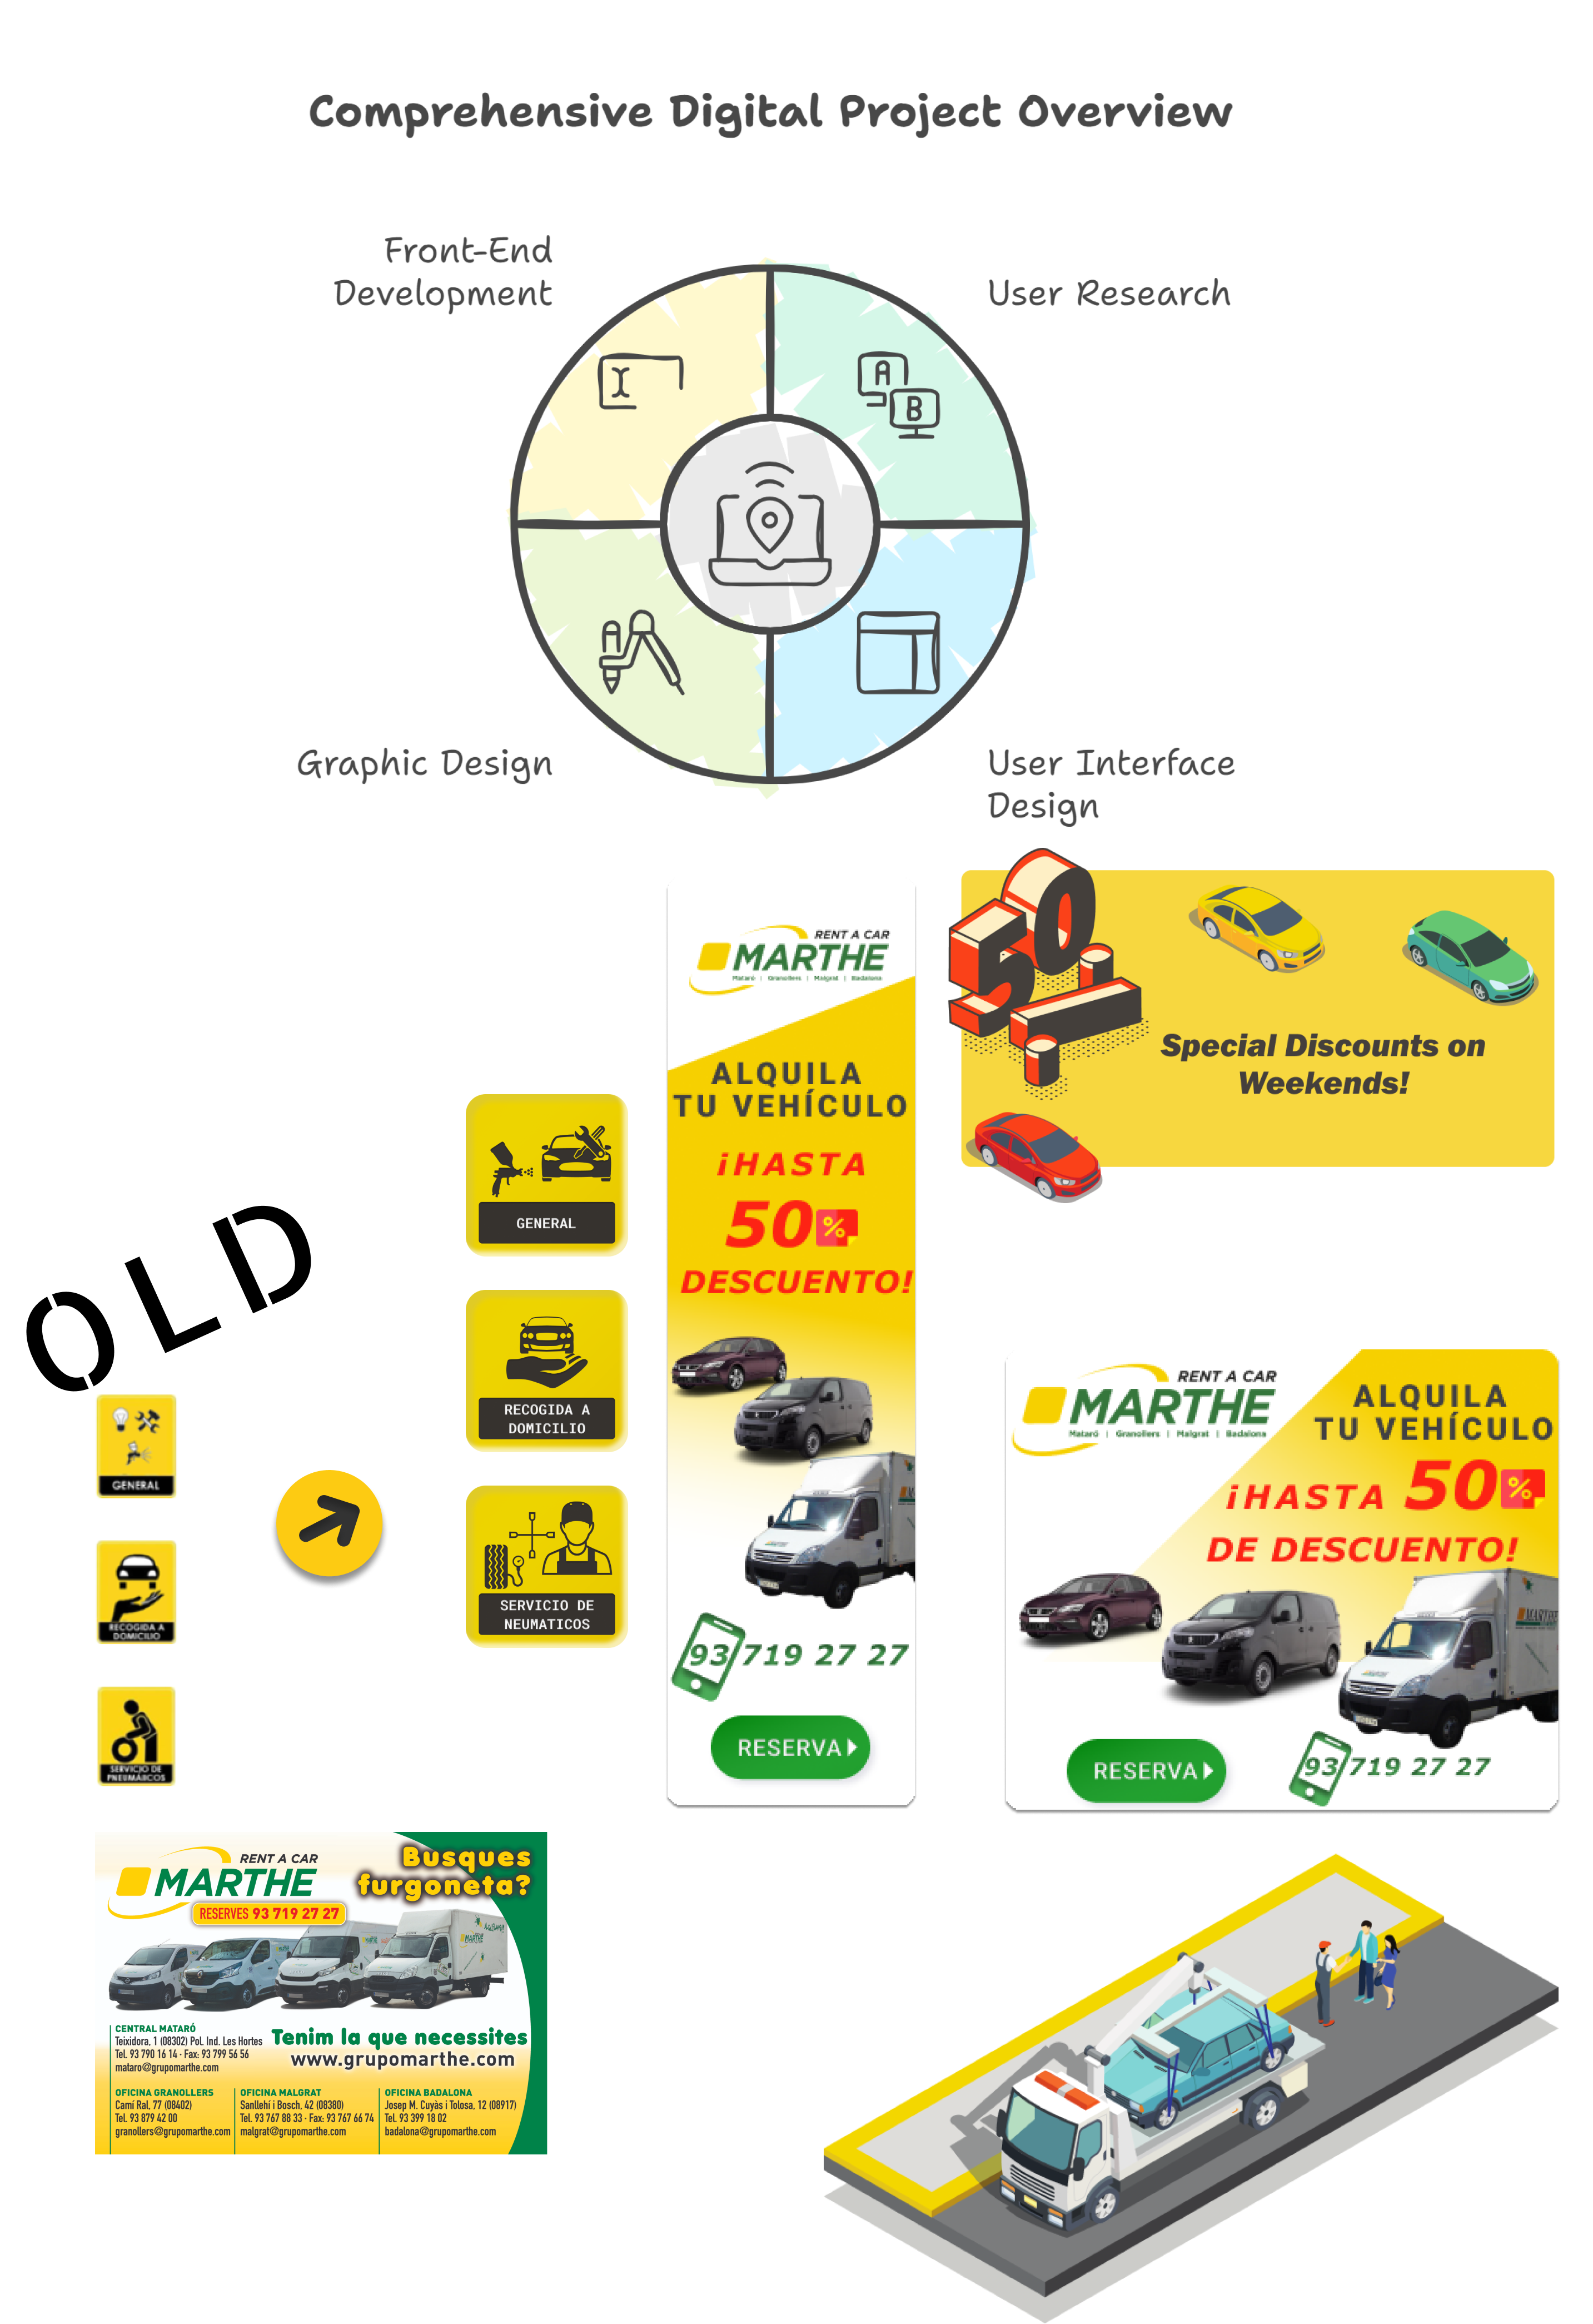 Comprehensive Digital Project Overview
Front-End
Development
User Research
A
B
Graphic Design
User Interface
Design
RENT A CAR
MARTHE
Mataró | Granollers | Malgrat | Badalona
ALQUILA
TU VEHÍCULO
¡HASTA
50%
DESCUENTO!
93 719 27 27
RESERVA
50%
Special Discounts on
Weekends!
OLD
GENERAL
RECOGIDA A
DOMICILIO
SERVICIO DE
PNEUMÁRICOS
GENERAL
RECOGIDA A
DOMICILIO
SERVICIO DE
NEUMATICOS
RENT A CAR
MARTHE
Mataró | Granollers | Malgrat | Badalona
ALQUILA
TU VEHÍCULO
¡HASTA 50%
DE DESCUENTO!
MARTHE
RESERVA
93 719 27 27
RENT A CAR
MARTHE
RESERVES 93 719 27 27
Busques
furgoneta?
MARTHE
CENTRAL MATARÓ
Teixidora, 1 (08302) Pol. Ind. Les Hortes
Tel. 93 790 16 14 · Fax: 93 799 56 56
mataro@grupomarthe.com
Tenim la que necessites
www.grupomarthe.com
OFICINA GRANOLLERS
Camí Ral, 77 (08402)
Tel. 93 879 42 00
granollers@grupomarthe.com
OFICINA MALGRAT
Sanllehí i Bosch, 42 (08380)
Tel. 93 767 88 33 · Fax: 93 767 66 74
malgrat@grupomarthe.com
OFICINA BADALONA
Josep M. Cuyàs i Tolosa, 12 (08917)
Tel. 93 399 18 02
badalona@grupomarthe.com